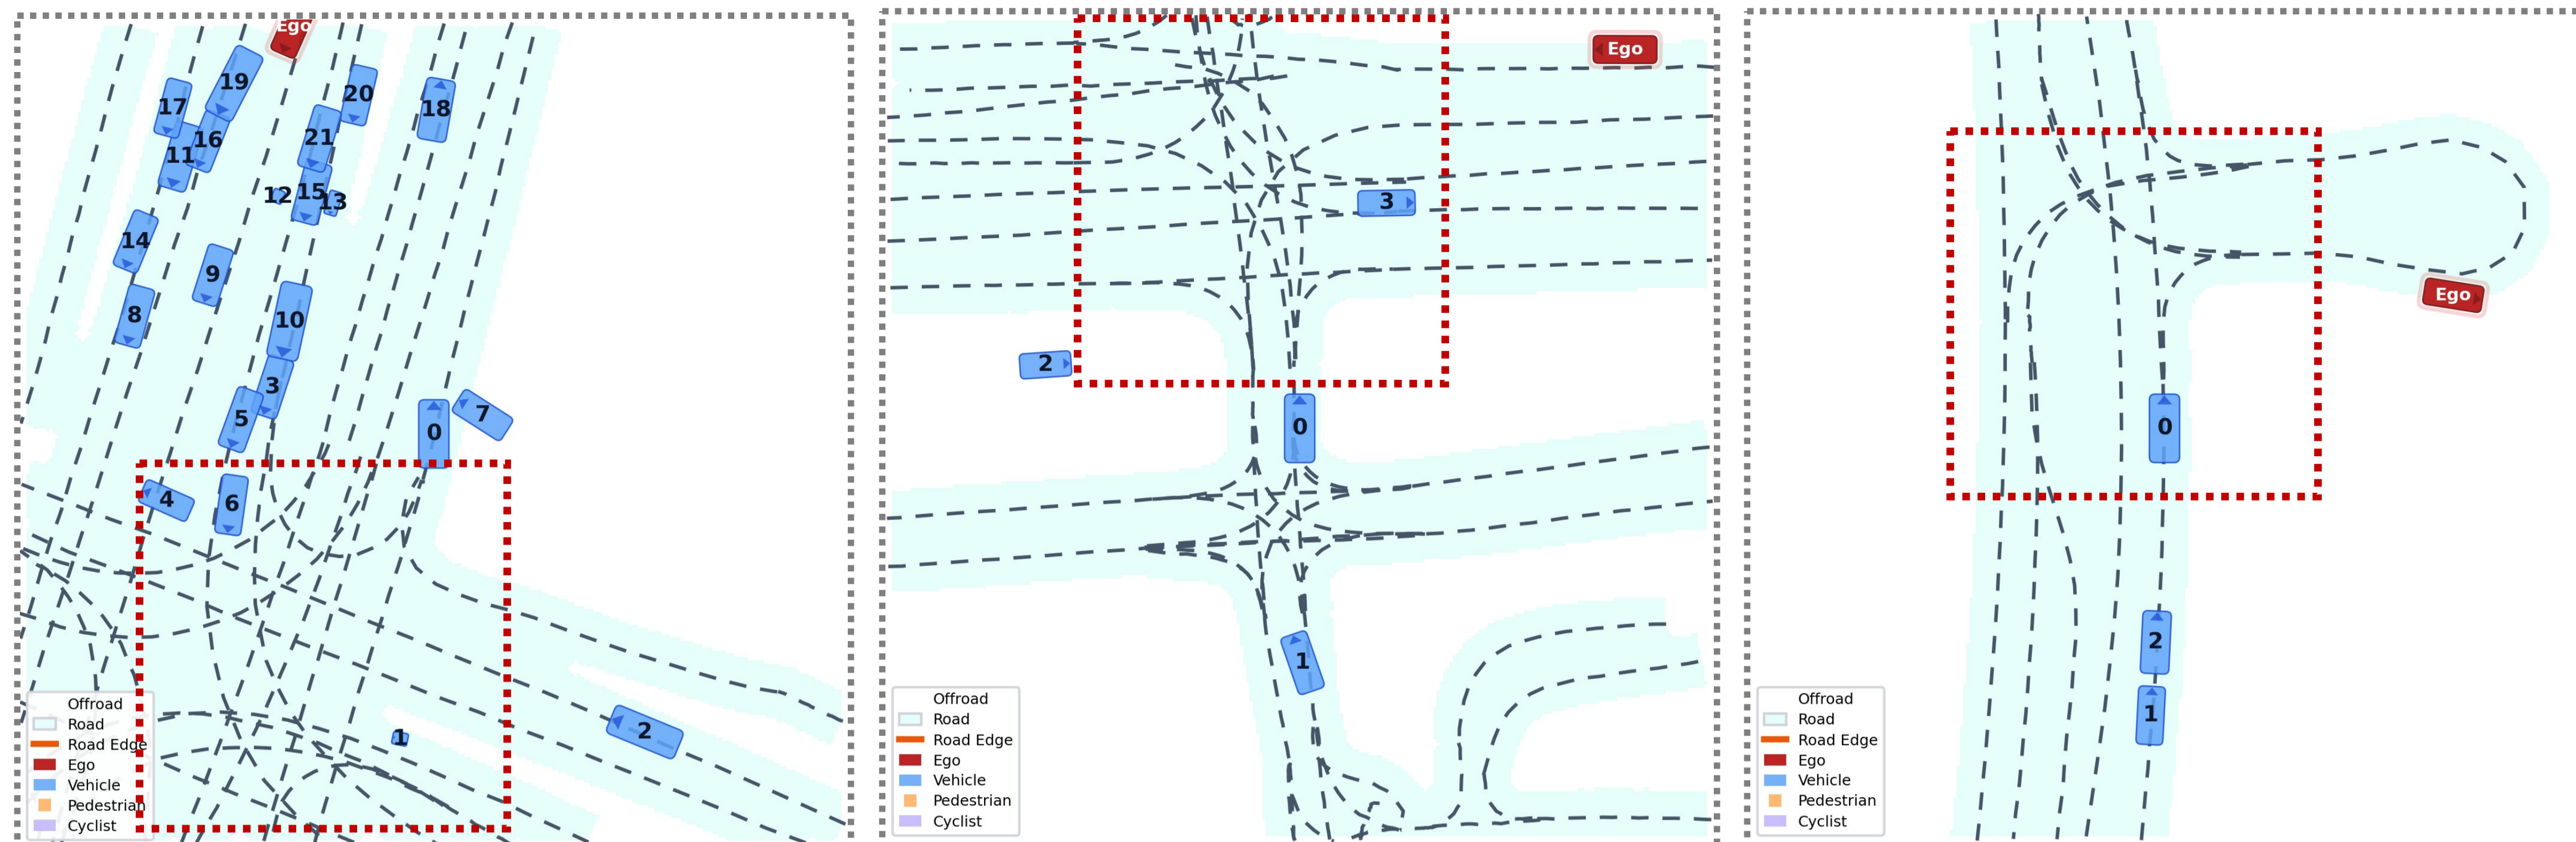 Ego
19
17
20
18
21
16
11
12
15
13
14
9
8
10
3
5
0
7
4
6
2
1
Offroad
Road
Road Edge
Ego
Vehicle
Pedestrian
Cyclist
Ego
3
2
0
1
Offroad
Road
Road Edge
Ego
Vehicle
Pedestrian
Cyclist
Ego
0
2
1
Offroad
Road
Road Edge
Ego
Vehicle
Pedestrian
Cyclist